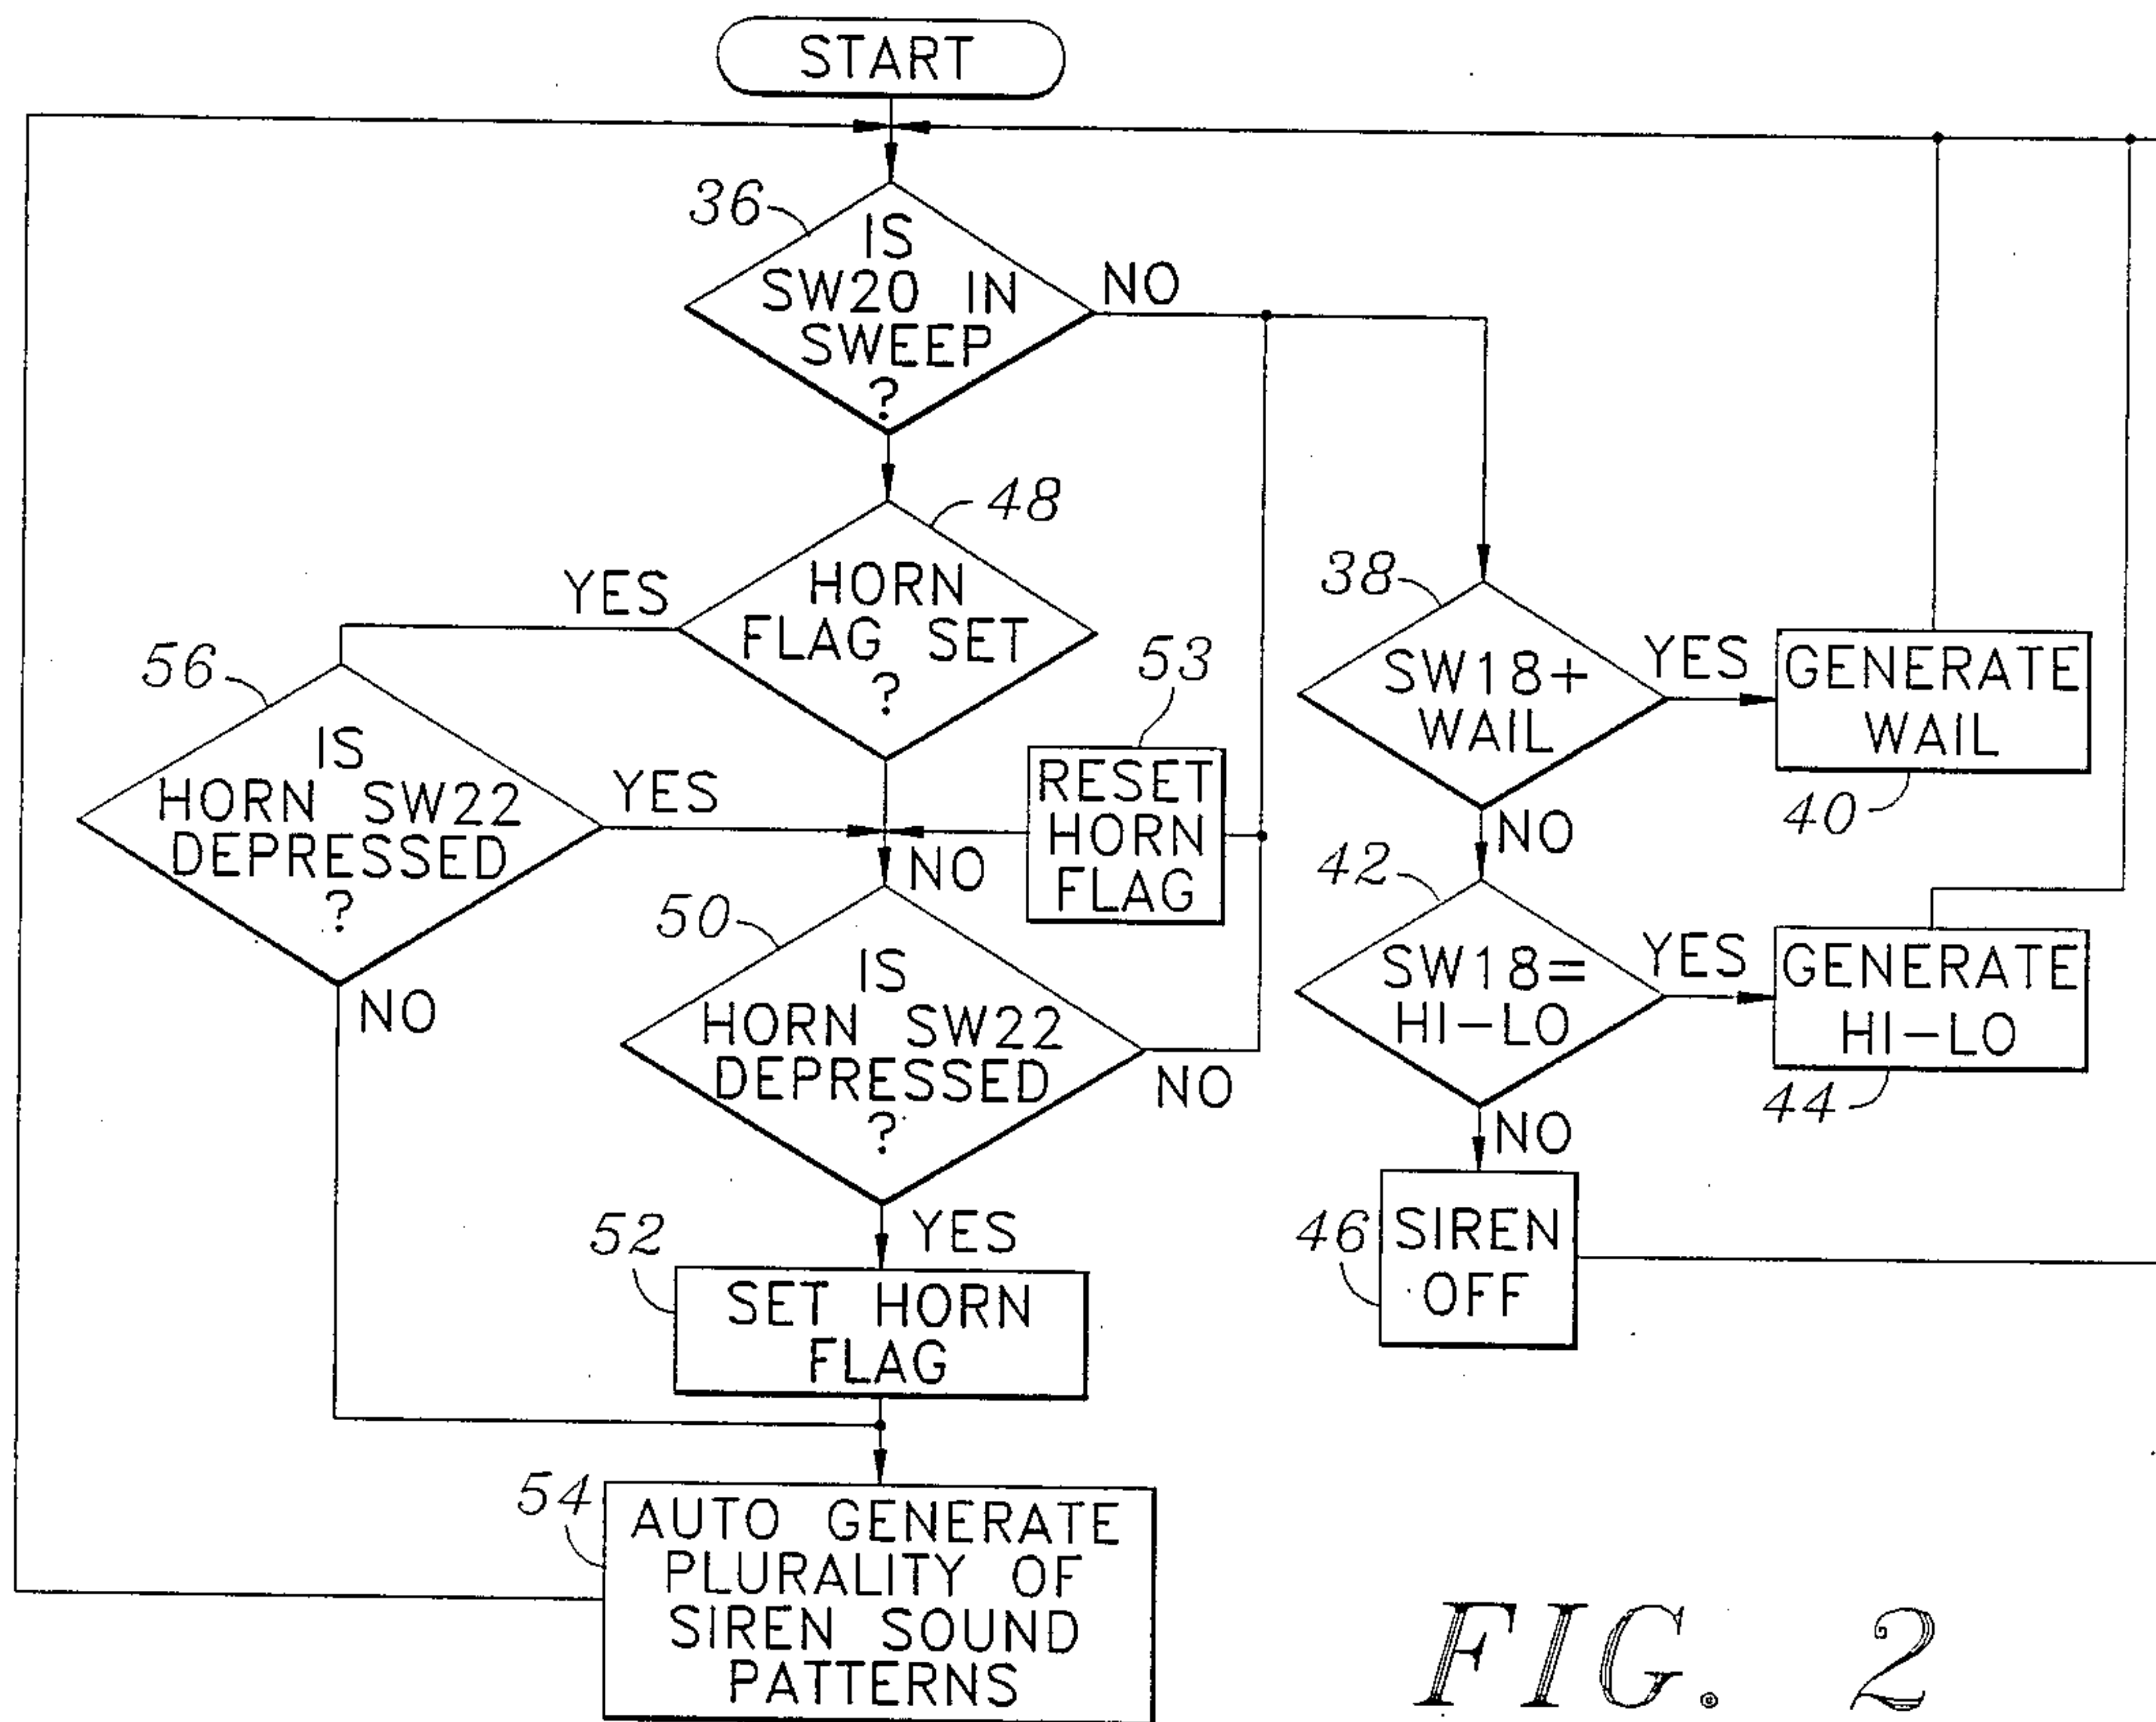 START
36
IS
SW20 IN
SWEEP
?
NO
48
HORN
FLAG SET
?
YES
56
IS
HORN SW22
DEPRESSED
?
YES
NO
53
RESET
HORN
FLAG
NO
50
IS
HORN SW22
DEPRESSED
?
NO
YES
52
SET HORN
FLAG
54
AUTO GENERATE
PLURALITY OF
SIREN SOUND
PATTERNS
38
SW18+
WAIL
YES
GENERATE
WAIL
40
NO
42
SW18=
HI-LO
YES
GENERATE
HI-LO
44
NO
46
SIREN
OFF
FIG. 2